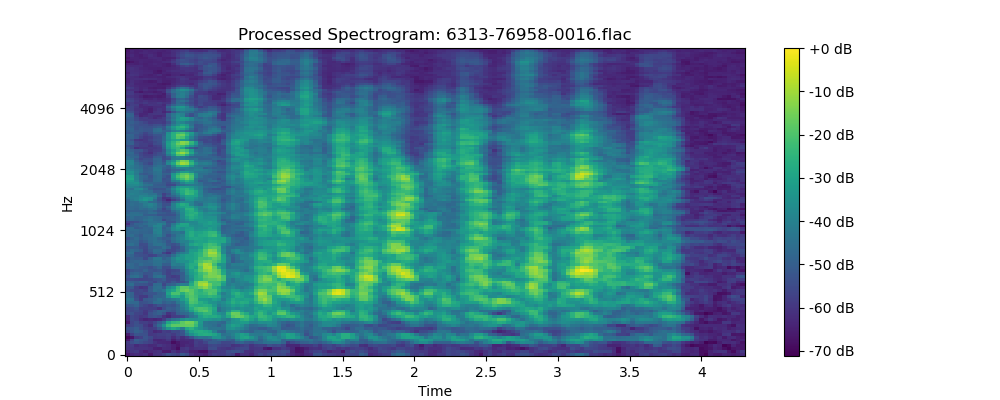 Processed Spectrogram: 6313-76958-0016.flac
+0 dB
4096
-10 dB
-20 dB
2048
-30 dB
Hz
1024
-40 dB
-50 dB
512
-60 dB
0
-70 dB
0 0.5 1 1.5 2 2.5 3 3.5 4
Time